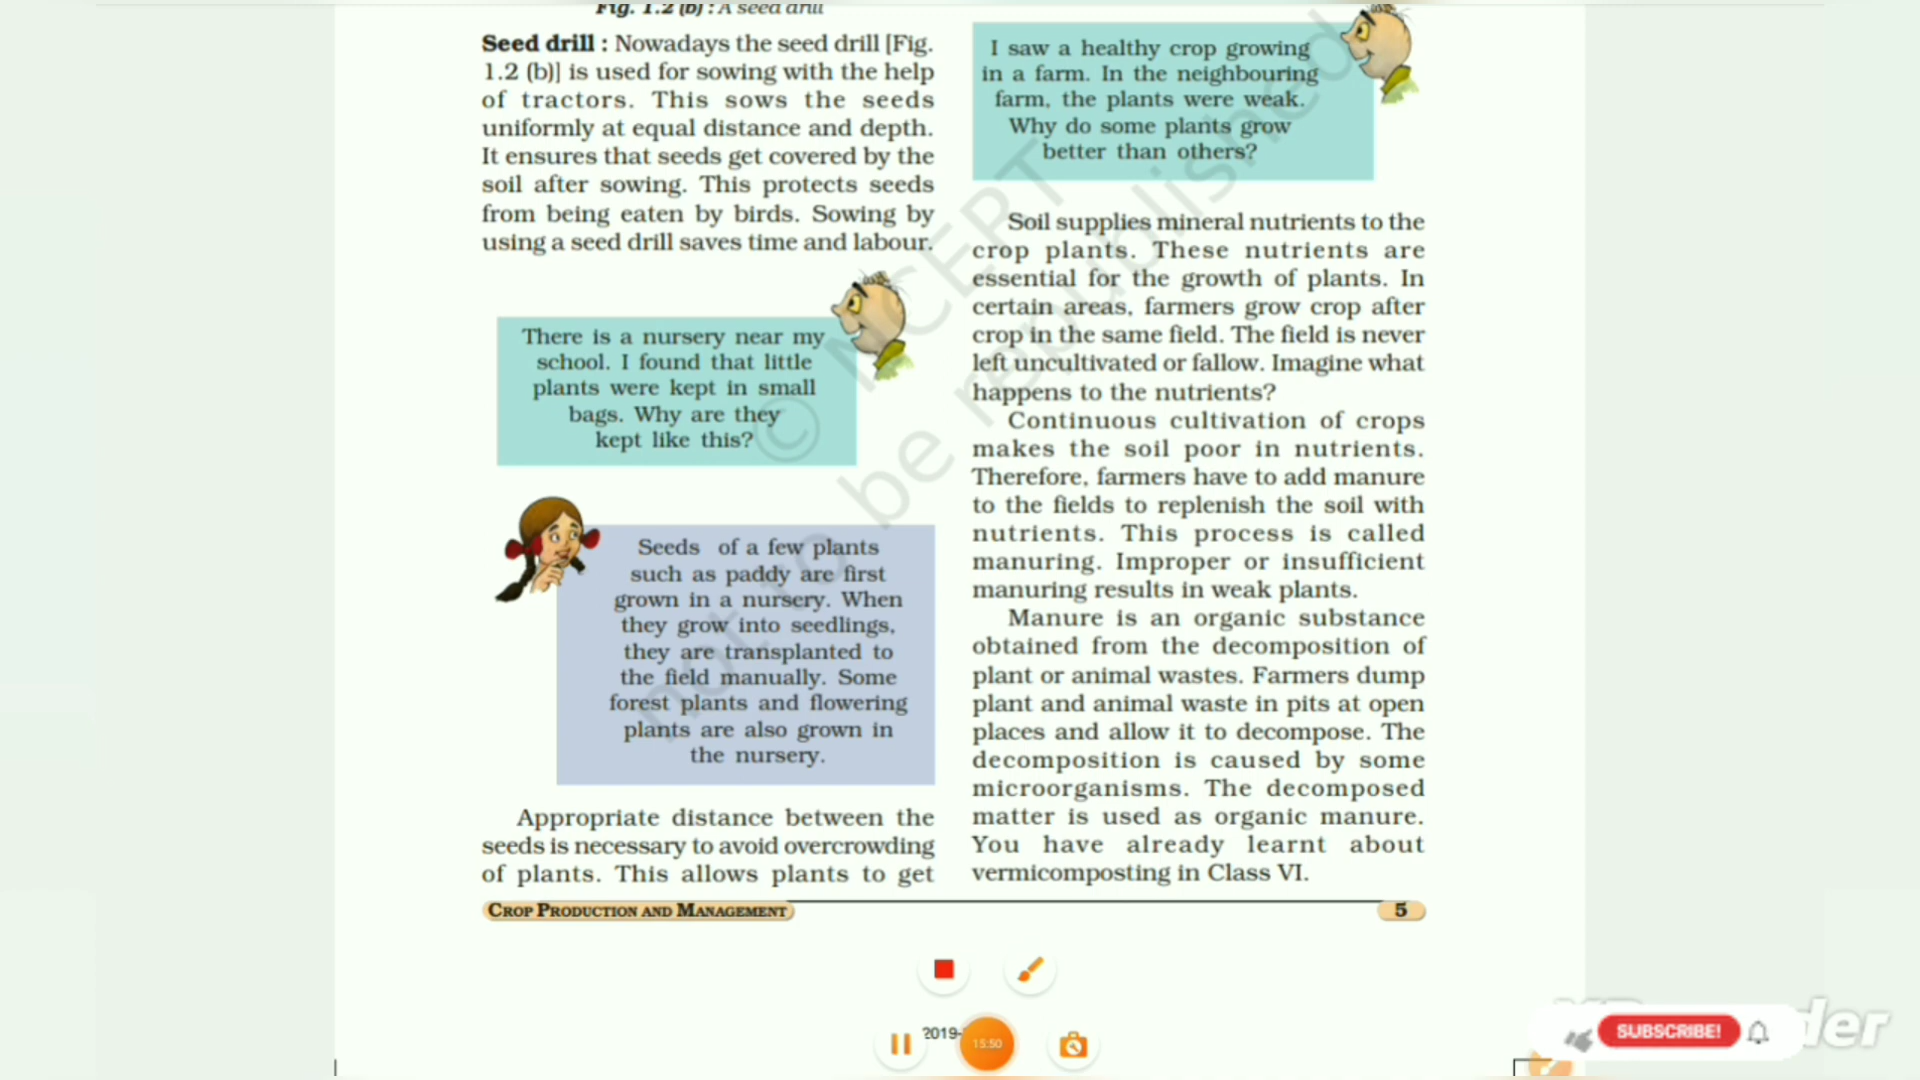 Fig. 1.2 (b) : A seed drill
Seed drill : Nowadays the seed drill [Fig.
1.2 (b)] is used for sowing with the help
of tractors. This sows the seeds
uniformly at equal distance and depth.
It ensures that seeds get covered by the
soil after sowing. This protects seeds
from being eaten by birds. Sowing by
using a seed drill saves time and labour.
There is a nursery near my
school. I found that little
plants were kept in small
bags. Why are they
kept like this?
Seeds of a few plants
such as paddy are first
grown in a nursery. When
they grow into seedlings,
they are transplanted to
the field manually. Some
forest plants and flowering
plants are also grown in
the nursery.
Appropriate distance between the
seeds is necessary to avoid overcrowding
of plants. This allows plants to get
I saw a healthy crop growing
in a farm. In the neighbouring
farm, the plants were weak.
Why do some plants grow
better than others?
Soil supplies mineral nutrients to the
crop plants. These nutrients are
essential for the growth of plants. In
certain areas, farmers grow crop after
crop in the same field. The field is never
left uncultivated or fallow. Imagine what
happens to the nutrients?
Continuous cultivation of crops
makes the soil poor in nutrients.
Therefore, farmers have to add manure
to the fields to replenish the soil with
nutrients. This process is called
manuring. Improper or insufficient
manuring results in weak plants.
Manure is an organic substance
obtained from the decomposition of
plant or animal wastes. Farmers dump
plant and animal waste in pits at open
places and allow it to decompose. The
decomposition is caused by some
microorganisms. The decomposed
matter is used as organic manure.
You have already learnt about
vermicomposting in Class VI.
© NCERT
not to be republished
CROP PRODUCTION AND MANAGEMENT
5
2019-
15:50
SUBSCRIBE!